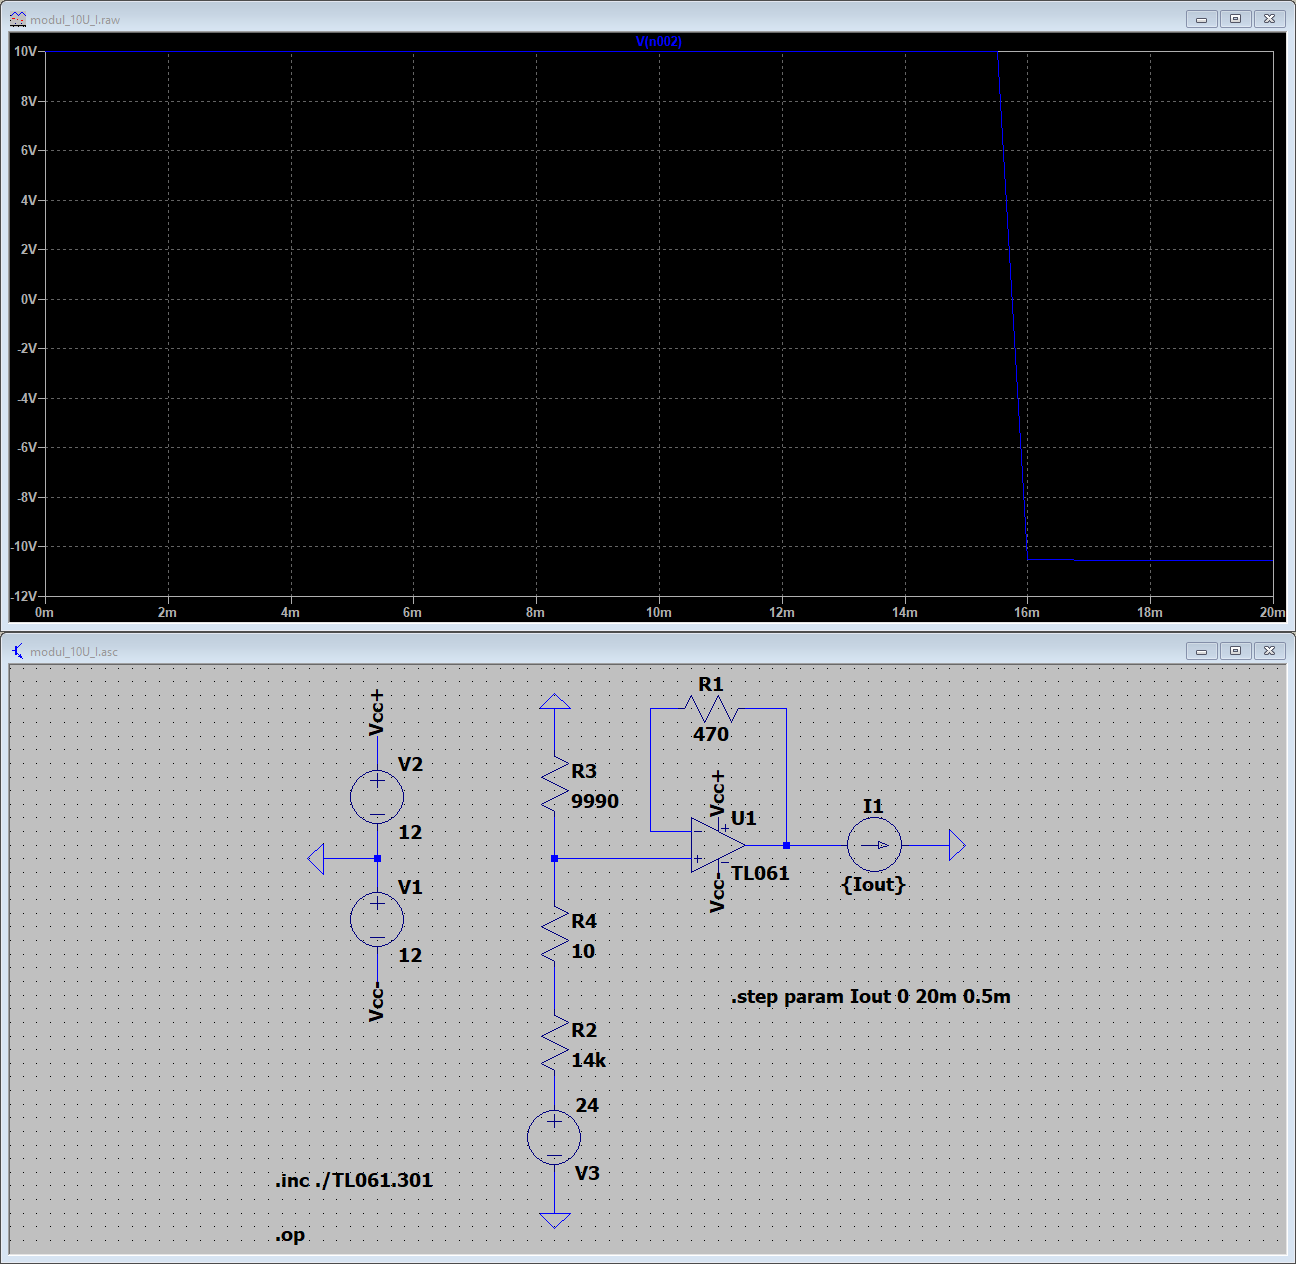 modul_10U_I.raw
V(n002)
10V
8V
6V
4V
2V
0V
-2V
-4V
-6V
-8V
-10V
-12V
0m 2m 4m 6m 8m 10m 12m 14m 16m 18m 20m
modul_10U_I.asc
Vcc+
V2
12
V1
12
Vcc-
R3
9990
R4
10
R2
14k
24
V3
R1
470
Vcc+
U1
TL061
Vcc-
I1
{Iout}
.step param Iout 0 20m 0.5m
.inc ./TL061.301
.op